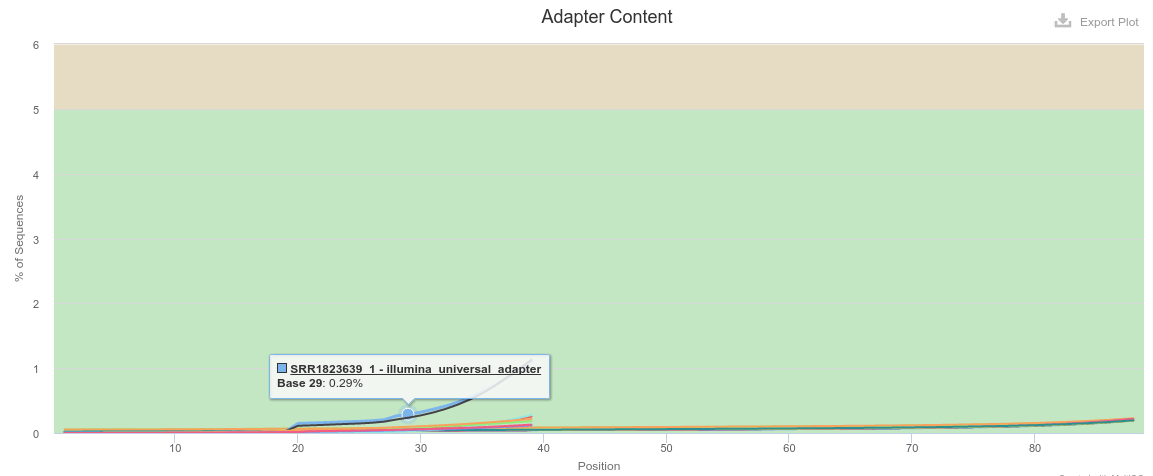 Adapter Content
Export Plot
6
5
4
3
2
1
0
% of Sequences
SRR1823639_1 - illumina_universal_adapter
Base 29: 0.29%
10 20 30 40 50 60 70 80
Position